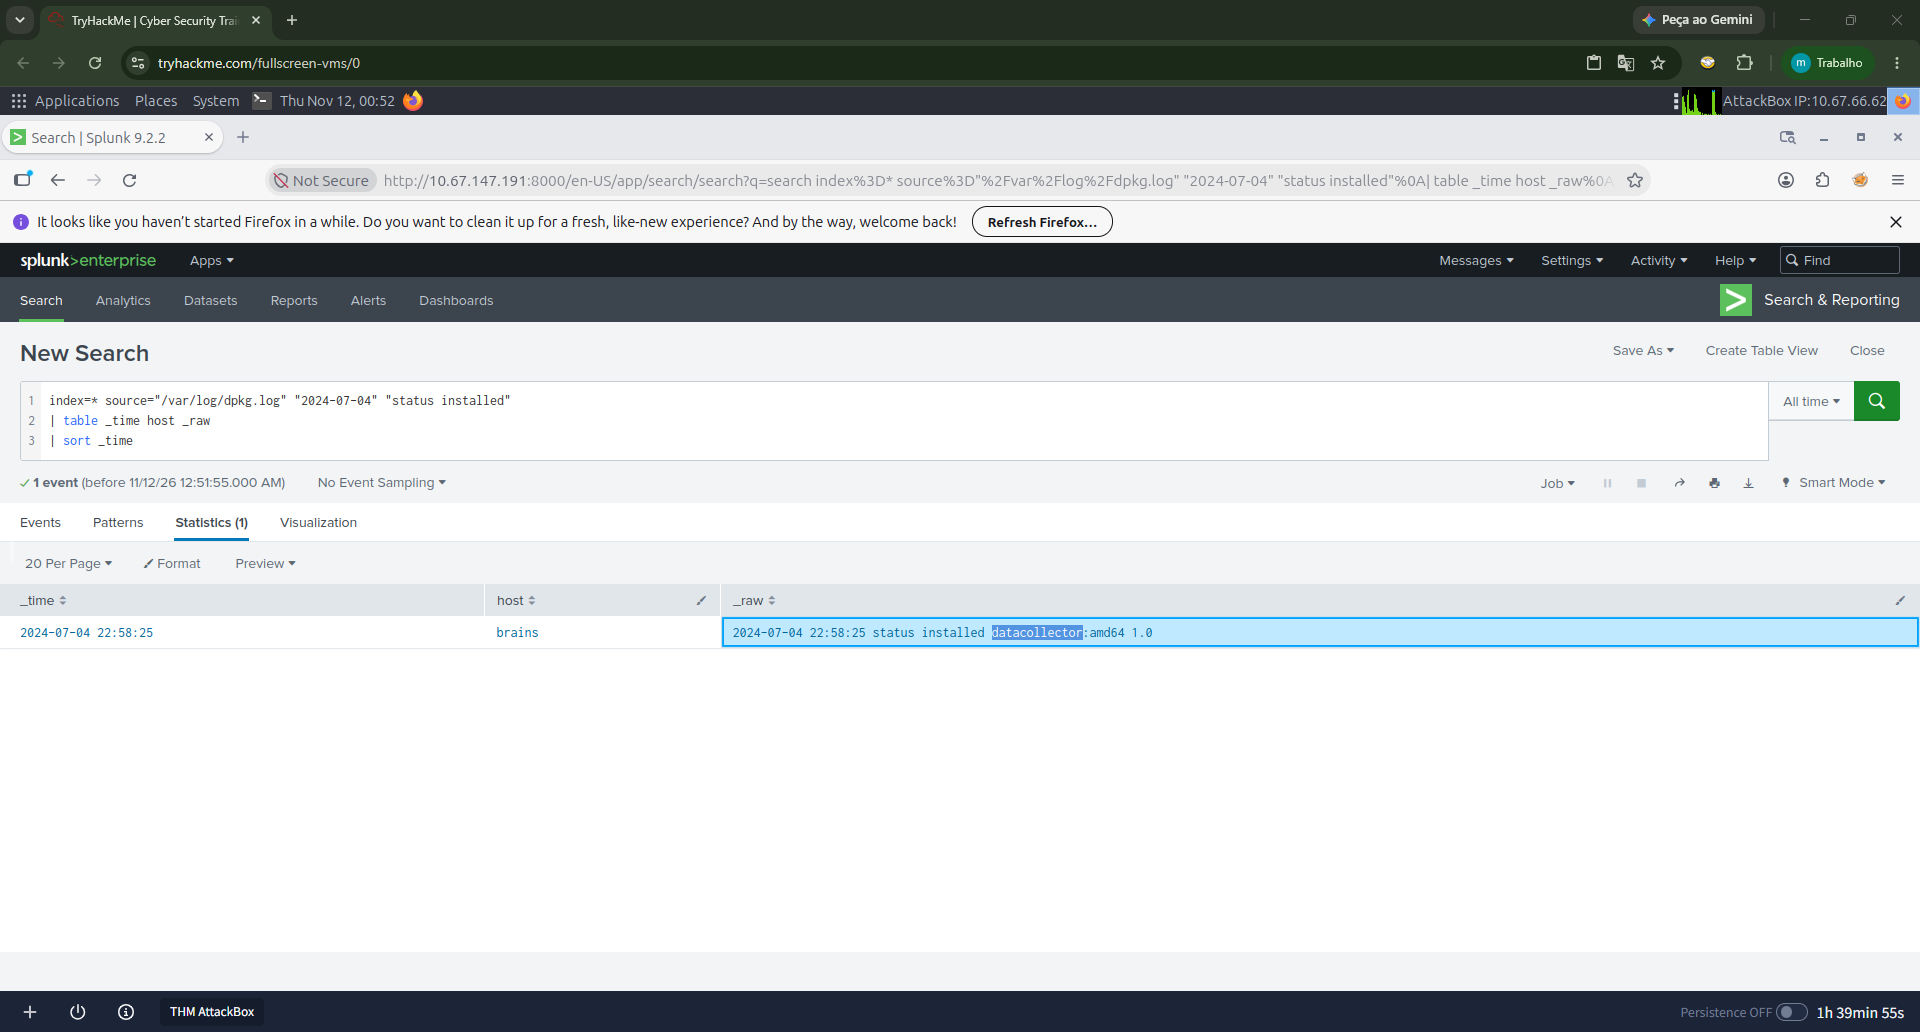 TryHackMe | Cyber Security Trai
Peça ao Gemini
tryhackme.com/fullscreen-vms/0
m Trabalho
Applications Places System Thu Nov 12, 00:52
AttackBox IP:10.67.66.62
Search | Splunk 9.2.2
Not Secure http://10.67.147.191:8000/en-US/app/search/search?q=search index%3D* source%3D"%2Fvar%2Flog%2Fdpkg.log" "2024-07-04" "status installed"%0A| table _time host _raw%0A
It looks like you haven't started Firefox in a while. Do you want to clean it up for a fresh, like-new experience? And by the way, welcome back! Refresh Firefox...
splunk>enterprise Apps Messages Settings Activity Help Find
Search Analytics Datasets Reports Alerts Dashboards Search & Reporting
New Search
Save As Create Table View Close
1 index=* source="/var/log/dpkg.log" "2024-07-04" "status installed"
2 | table _time host _raw
3 | sort _time
All time
1 event (before 11/12/26 12:51:55.000 AM) No Event Sampling Job Smart Mode
Events Patterns Statistics (1) Visualization
20 Per Page Format Preview
_time host _raw
2024-07-04 22:58:25 brains 2024-07-04 22:58:25 status installed datacollector:amd64 1.0
THM AttackBox
Persistence OFF 1h 39min 55s